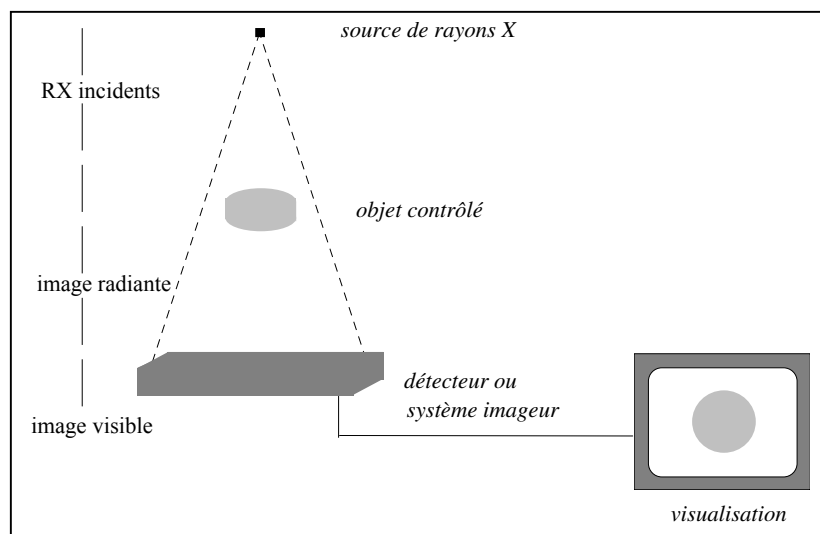 source de rayons X
RX incidents
objet contrôlé
image radiante
détecteur ou
système imageur
image visible
visualisation